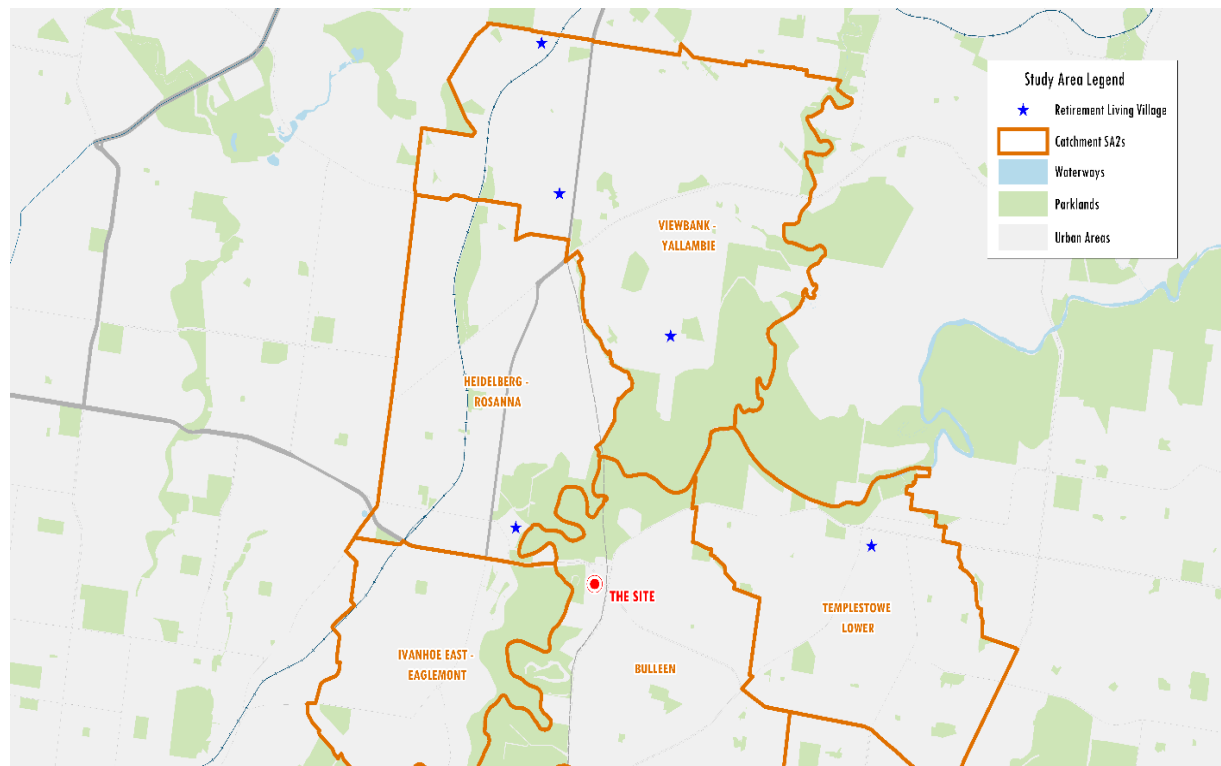 Study Area Legend
Retirement Living Village
Catchment SA2s
Waterways
Parklands
Urban Areas
VIEWBANK -
YALLAMBIE
HEIDELBERG -
ROSANNA
THE SITE
TEMPLESTOWE
LOWER
IVANHOE EAST -
EAGLEMONT
BULLEEN